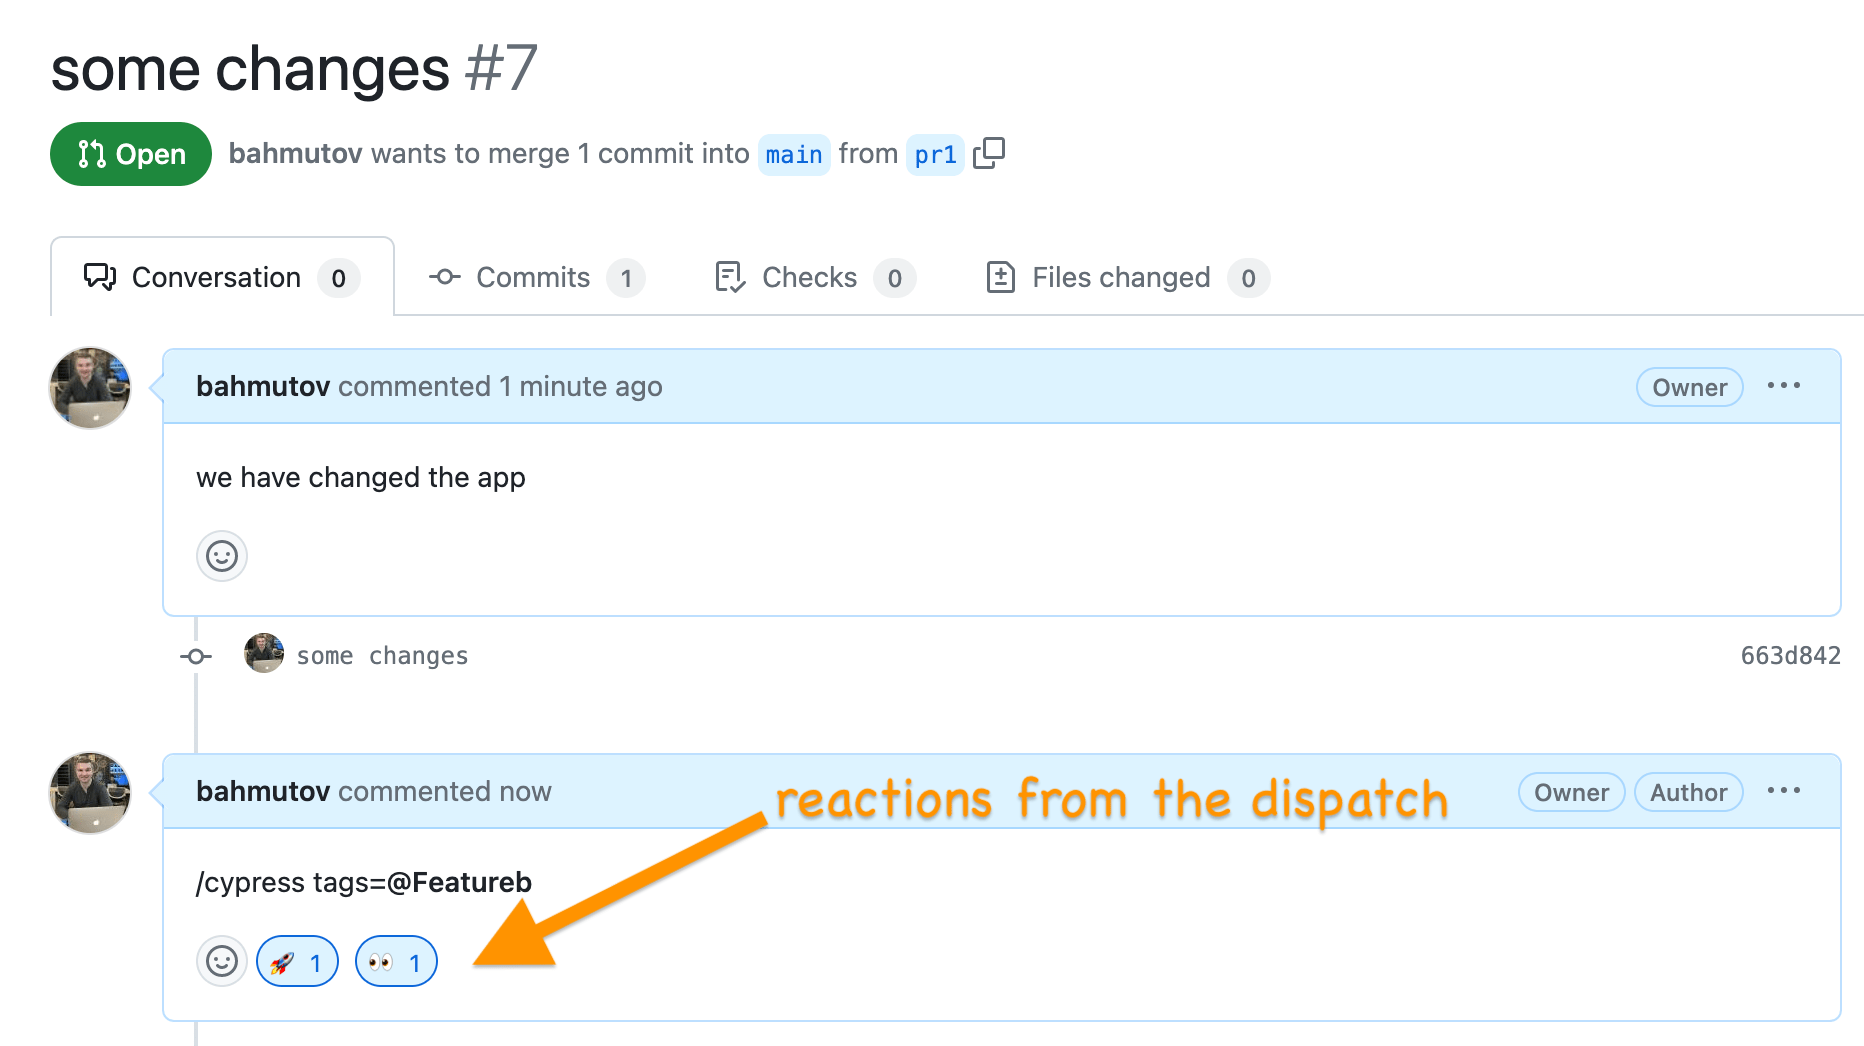 some changes #7
Open bahmutov wants to merge 1 commit into main from pr1
Conversation 0 Commits 1 Checks 0 Files changed 0
bahmutov commented 1 minute ago Owner
we have changed the app
some changes 663d842
bahmutov commented now reactions from the dispatch Owner Author
/cypress tags=@Featureb
🚀 1 👀 1